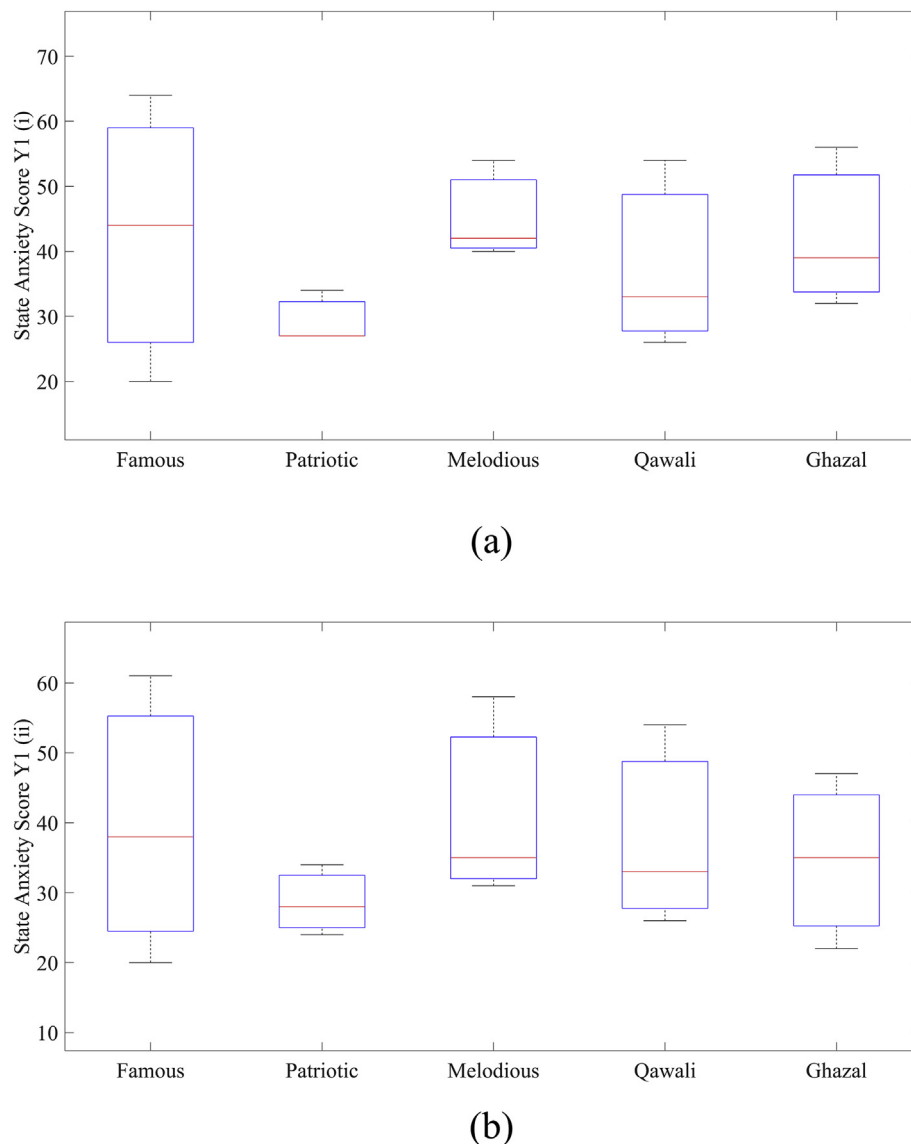 State Anxiety Score Y1 (i)
70
60
50
40
30
20
Famous Patriotic Melodious Qawali Ghazal
(a)
State Anxiety Score Y1 (ii)
60
50
40
30
20
10
Famous Patriotic Melodious Qawali Ghazal
(b)